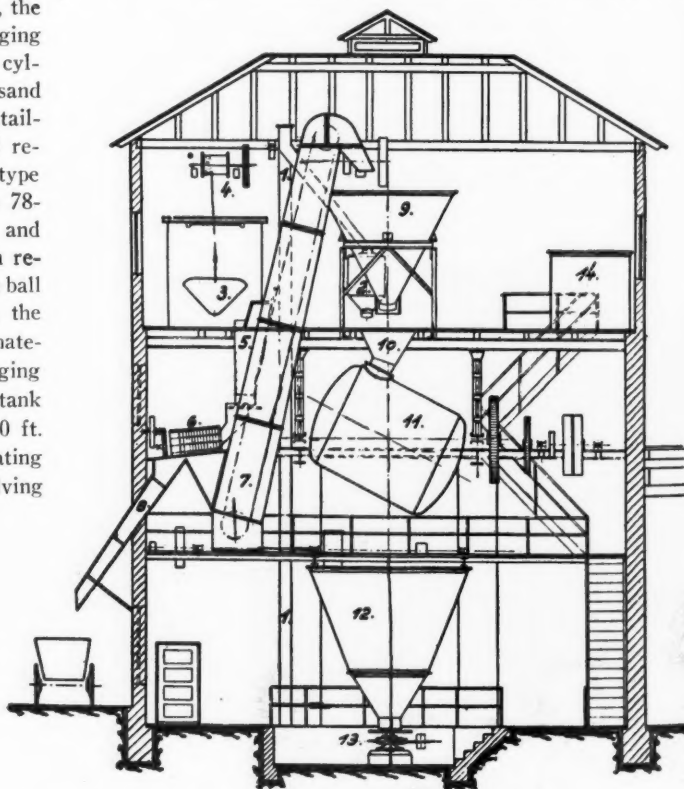 , the
ging
cyl-
sand
tail-
re-
type
78-
and
n re-
ball
the
nate-
ging
tank
0 ft.
ating
lving
1.
4.
9.
14.
3.
2.
5.
10.
6.
11.
7.
8
1.
12.
13.